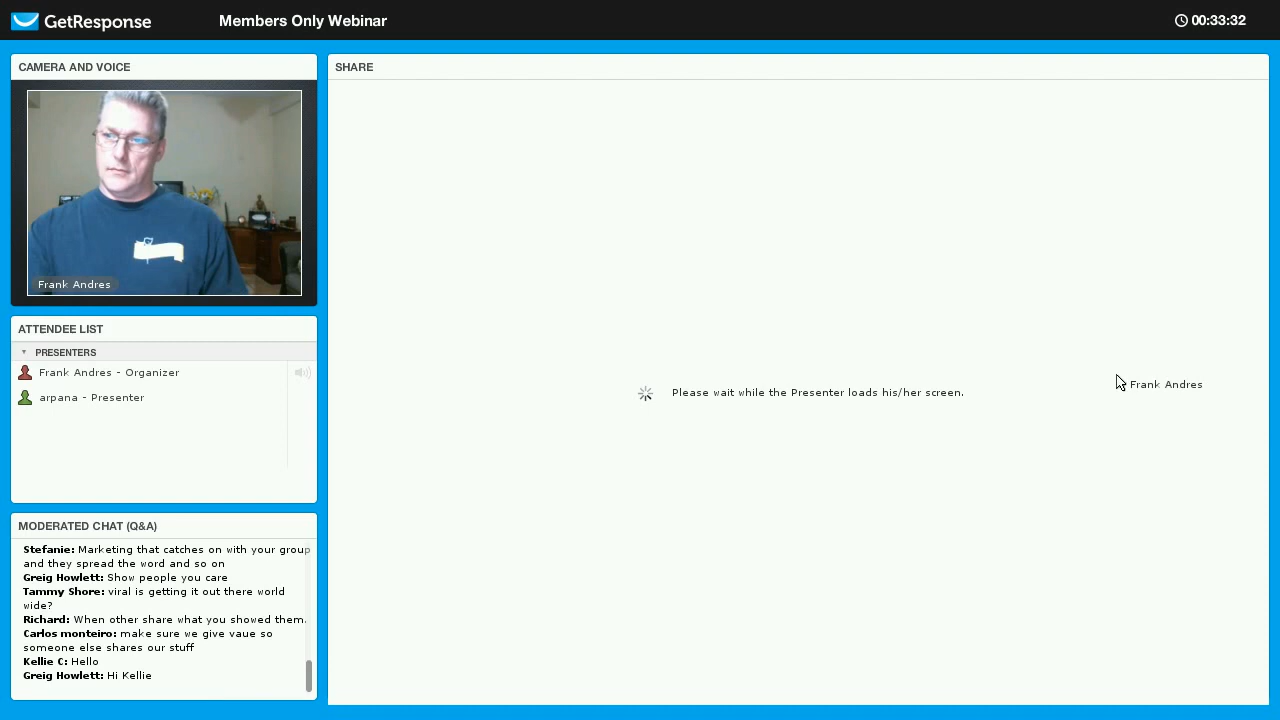 GetResponse
Members Only Webinar
00:33:32
CAMERA AND VOICE
Frank Andres
ATTENDEE LIST
PRESENTERS
Frank Andres - Organizer
arpana - Presenter
MODERATED CHAT (Q&A)
Stefanie: Marketing that catches on with your group
and they spread the word and so on
Greig Howlett: Show people you care
Tammy Shore: viral is getting it out there world
wide?
Richard: When other share what you showed them.
Carlos monteiro: make sure we give vaue so
someone else shares our stuff
Kellie C: Hello
Greig Howlett: Hi Kellie
SHARE
Please wait while the Presenter loads his/her screen.
Frank Andres